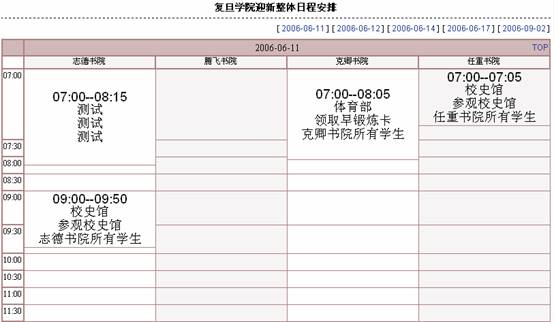 复旦学院迎新整体日程安排
[2006-06-11] [2006-06-12] [2006-06-14] [2006-06-17] [2006-09-02]
2006-06-11 TOP
志德书院 腾飞书院 克卿书院 任重书院
07:00
07:00--08:15
测试
测试
测试
07:00--08:05
体育部
领取早锻炼卡
克卿书院所有学生
07:00--07:05
校史馆
参观校史馆
任重书院所有学生
07:30
08:00
08:30
09:00
09:00--09:50
校史馆
参观校史馆
志德书院所有学生
09:30
10:00
10:30
11:00
11:30